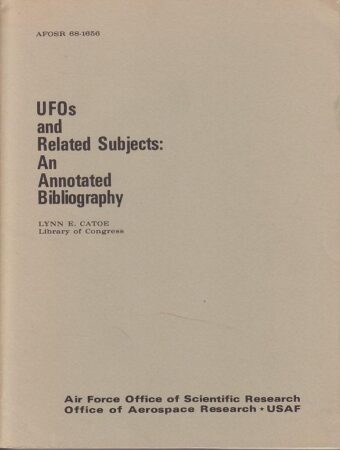 AFOSR 68-1656
UFOs
and
Related Subjects:
An
Annotated
Bibliography
LYNN E. CATOE
Library of Congress
Air Force Office of Scientific Research
Office of Aerospace Research ★ USAF